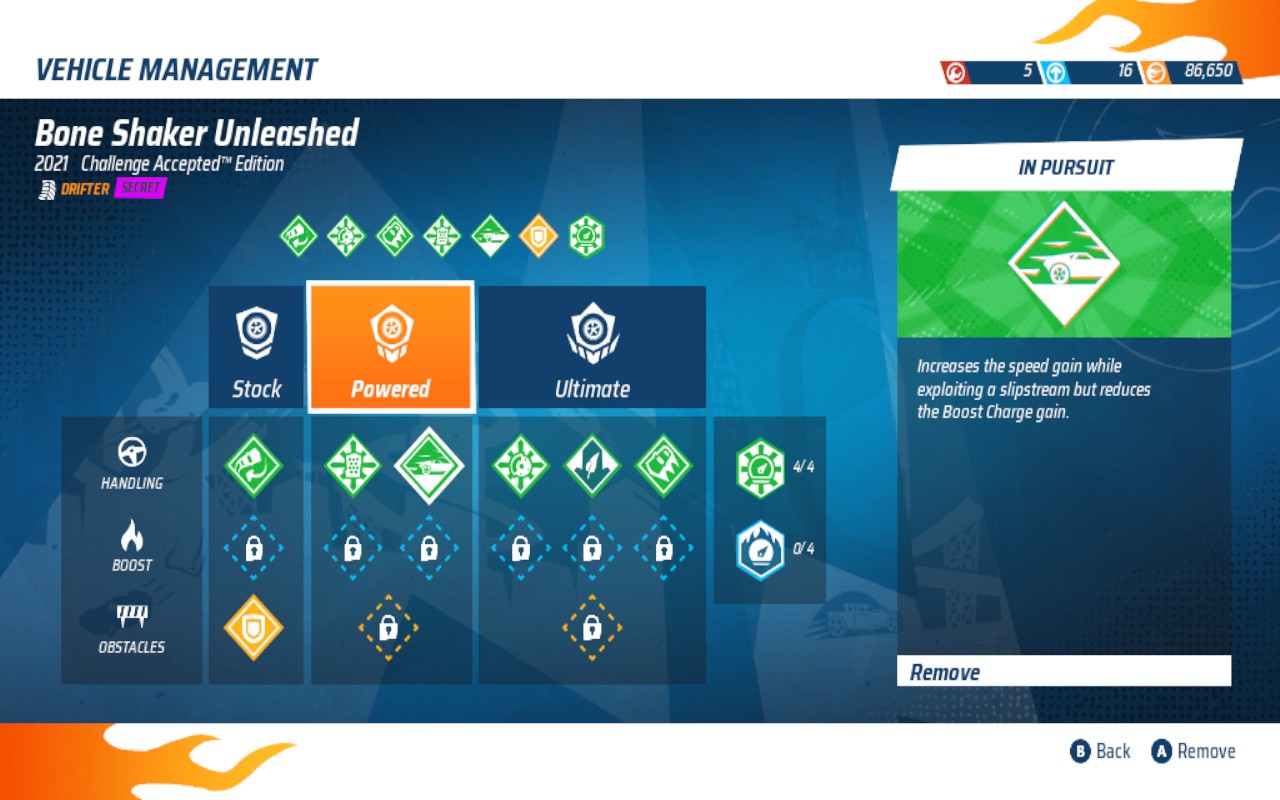 VEHICLE MANAGEMENT
5
16
86,650
Bone Shaker Unleashed
2021 Challenge Accepted™ Edition
DRIFTER SECRET
IN PURSUIT
Stock
Powered
Ultimate
Increases the speed gain while
exploiting a slipstream but reduces
the Boost Charge gain.
HANDLING
4/4
BOOST
0/4
OBSTACLES
Remove
B Back
A Remove